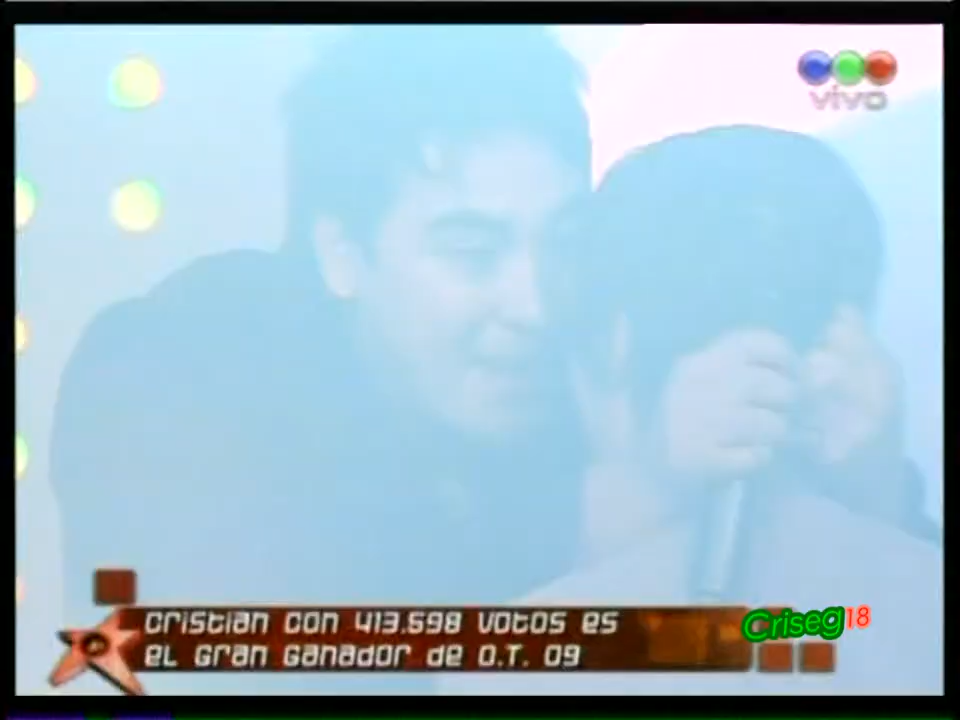 vivo
Cristian con 413.598 votos es
el gran ganador de O.T. 09
Criseg18